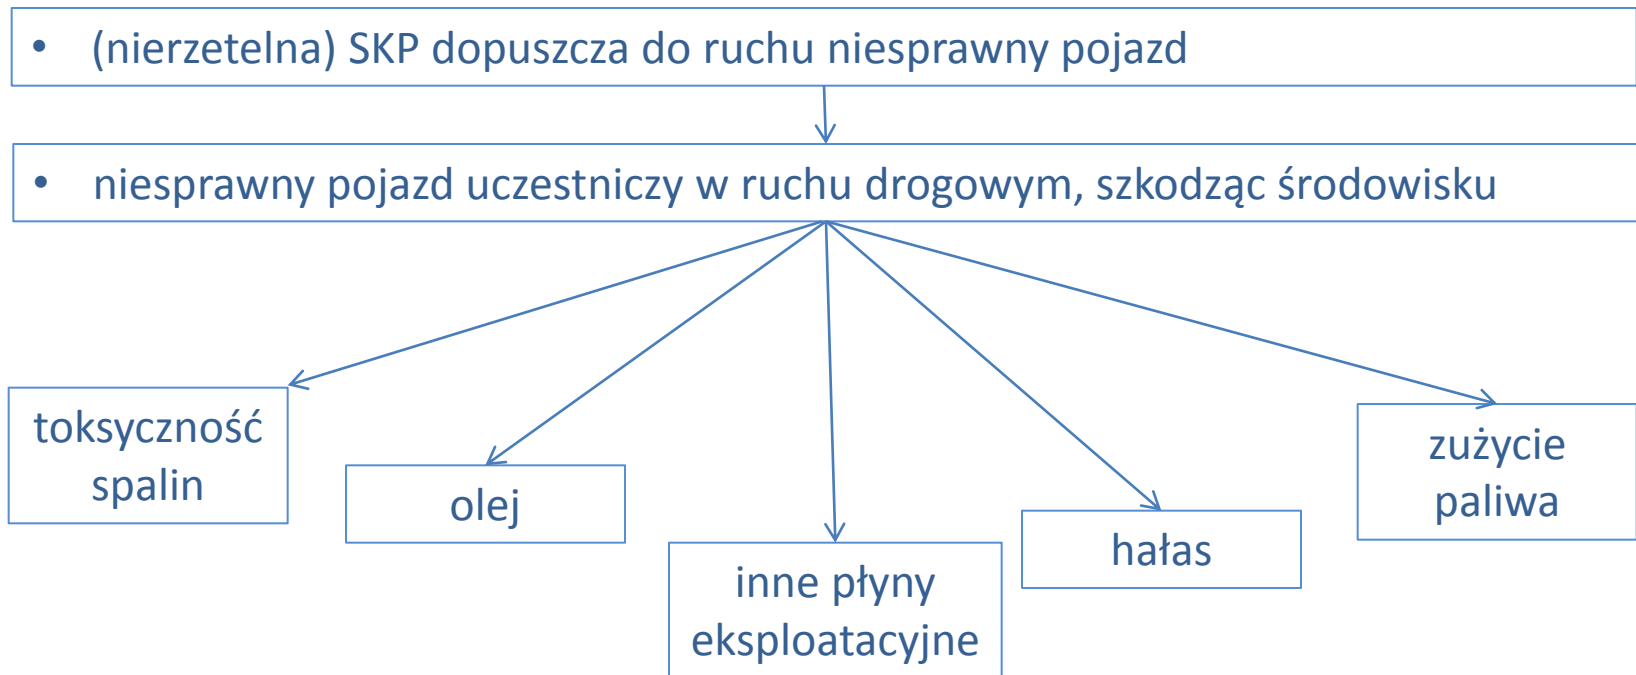 • (nierzetelna) SKP dopuszcza do ruchu niesprawny pojazd
• niesprawny pojazd uczestniczy w ruchu drogowym, szkodząc środowisku
toksyczność
spalin
olej
inne płyny
eksploatacyjne
hałas
zużycie
paliwa